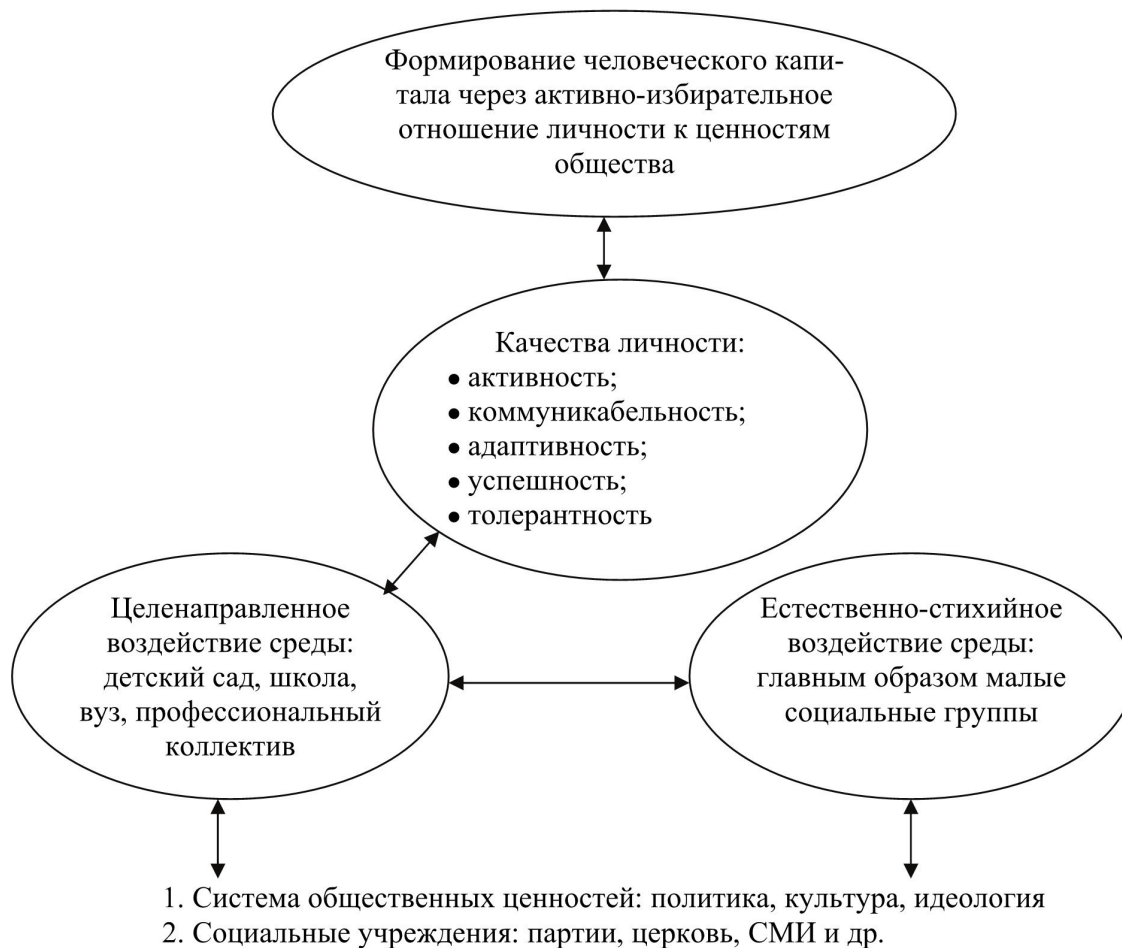 Формирование человеческого капи-
тала через активно-избирательное
отношение личности к ценностям
общества
Качества личности:
• активность;
• коммуникабельность;
• адаптивность;
• успешность;
• толерантность
Целенаправленное
воздействие среды:
детский сад, школа,
вуз, профессиональный
коллектив
Естественно-стихийное
воздействие среды:
главным образом малые
социальные группы
1. Система общественных ценностей: политика, культура, идеология
2. Социальные учреждения: партии, церковь, СМИ и др.